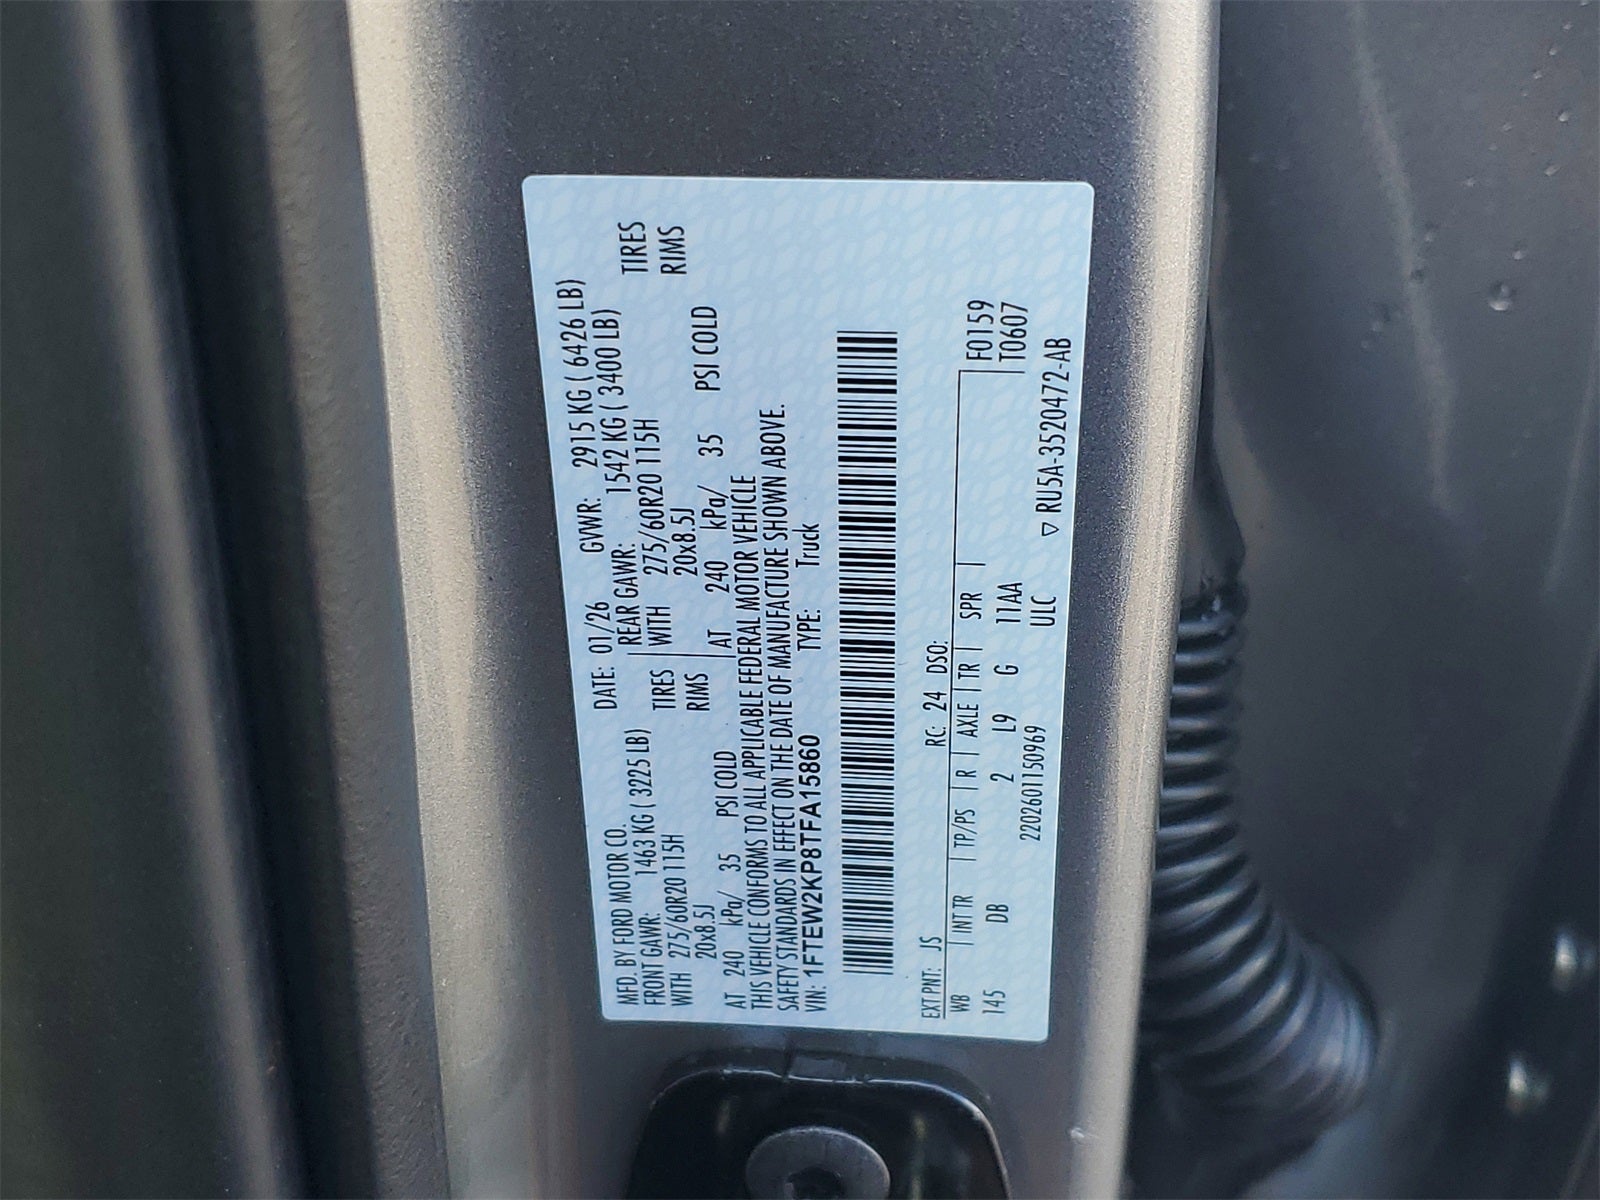 MFD. BY FORD MOTOR CO.
DATE: 01/26 GVWR: 2915 KG ( 6426 LB)
FRONT GAWR: 1463 KG ( 3225 LB) REAR GAWR: 1542 KG ( 3400 LB)
WITH 275/60R20 115H TIRES WITH 275/60R20 115H TIRES
20x8.5J RIMS 20x8.5J RIMS
AT 240 kPa/ 35 PSI COLD AT 240 kPa/ 35 PSI COLD
THIS VEHICLE CONFORMS TO ALL APPLICABLE FEDERAL MOTOR VEHICLE
SAFETY STANDARDS IN EFFECT ON THE DATE OF MANUFACTURE SHOWN ABOVE.
VIN: 1FTEW2KP8TFA15860 TYPE: Truck
EXT PNT: JS RC: 24 DSO:
WB INT TR TP/PS R AXLE TR SPR F0159
145 DB 2 L9 G 11AA T0607
2202601150969 ULC ▽ RU5A-3520472-AB